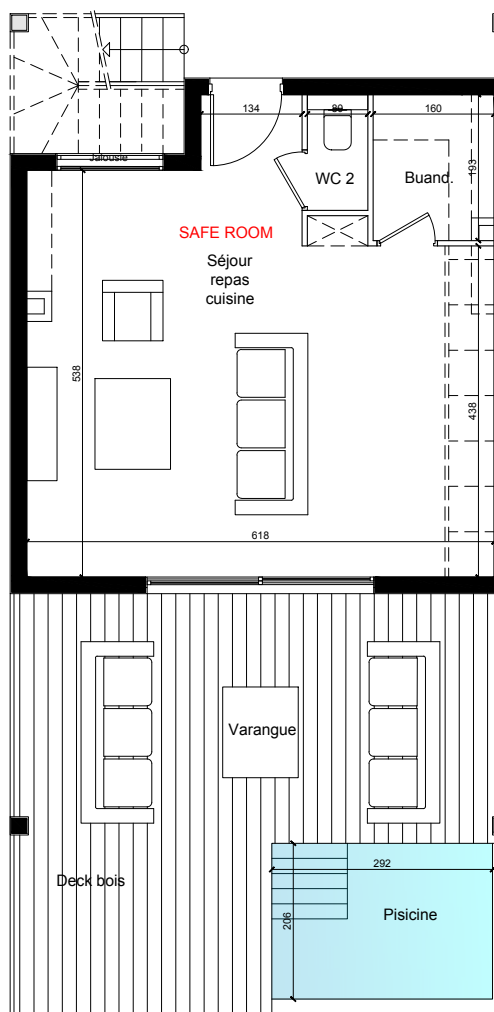 Jalousie
134
89
160
WC 2
Buand.
193
SAFE ROOM
Séjour
repas
cuisine
538
438
618
Varangue
Deck bois
292
206
Pisicine